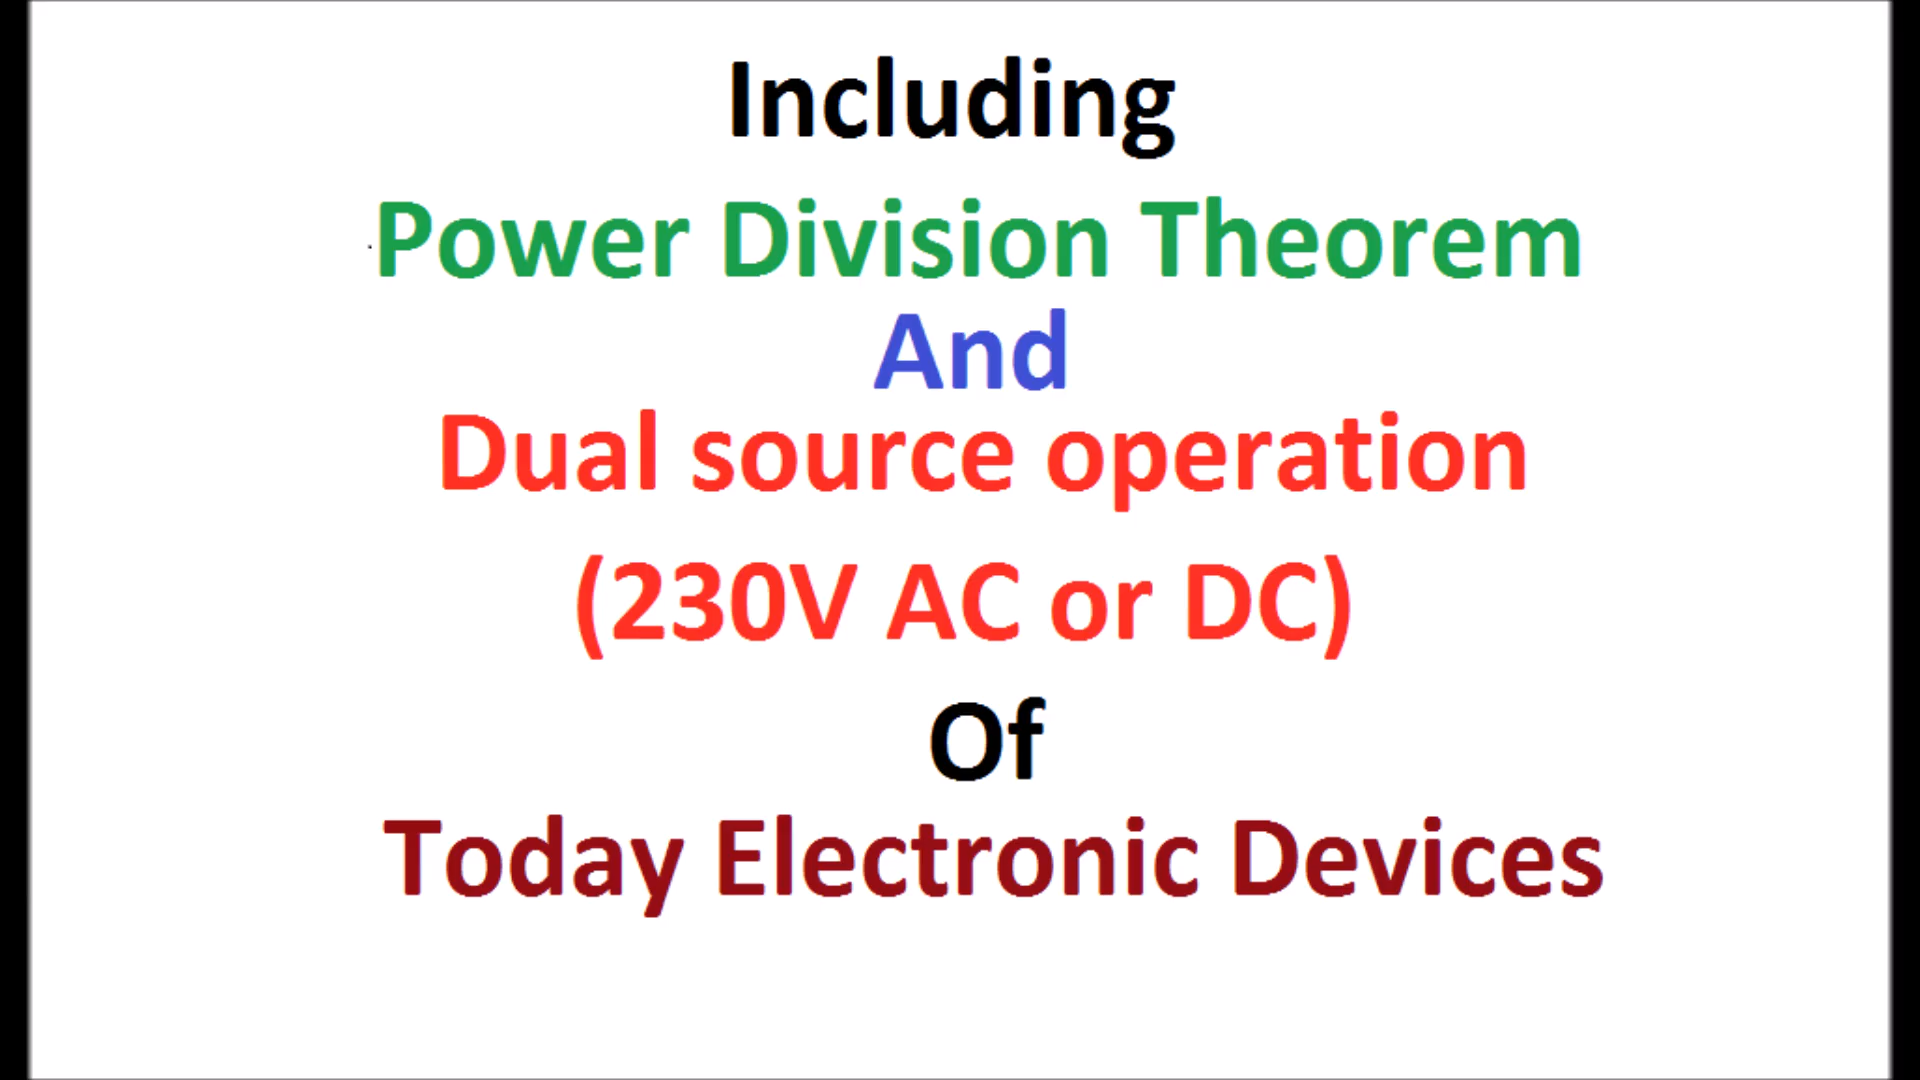 Including
Power Division Theorem
And
Dual source operation
(230V AC or DC)
Of
Today Electronic Devices